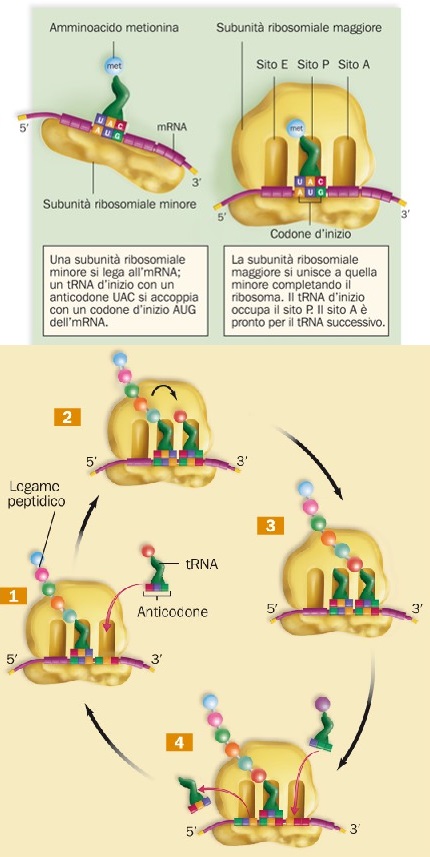 Amminoacido metionina
met
U A C
A U G
mRNA
5'
3'
Subunità ribosomiale minore
Subunità ribosomiale maggiore
Sito E Sito P Sito A
met
U A C
A U G
5'
3'
Codone d'inizio
Una subunità ribosomiale
minore si lega all'mRNA;
un tRNA d'inizio con un
anticodone UAC si accoppia
con un codone d'inizio AUG
dell'mRNA.
La subunità ribosomiale
maggiore si unisce a quella
minore completando il
ribosoma. Il tRNA d'inizio
occupa il sito P. Il sito A è
pronto per il tRNA successivo.
2
5'
3'
Legame
peptidico
3
5'
3'
1
tRNA
Anticodone
5'
3'
4
5'
3'